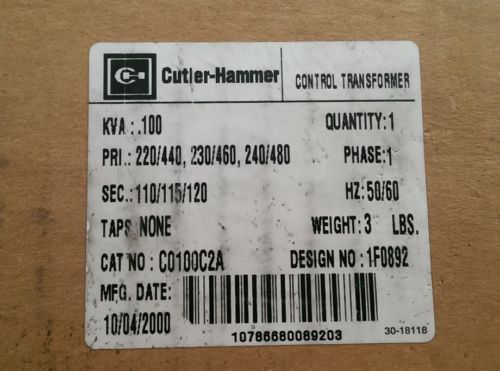 Cutler-Hammer CONTROL TRANSFORMER
KVA : .100 QUANTITY:1
PRI.: 220/440, 230/460, 240/480 PHASE:1
SEC.:110/115/120 HZ:50/60
TAPS NONE WEIGHT:3 LBS.
CAT NO : C0100C2A DESIGN NO :1F0892
MFG. DATE:
10/04/2000
10786680089203
30-18118